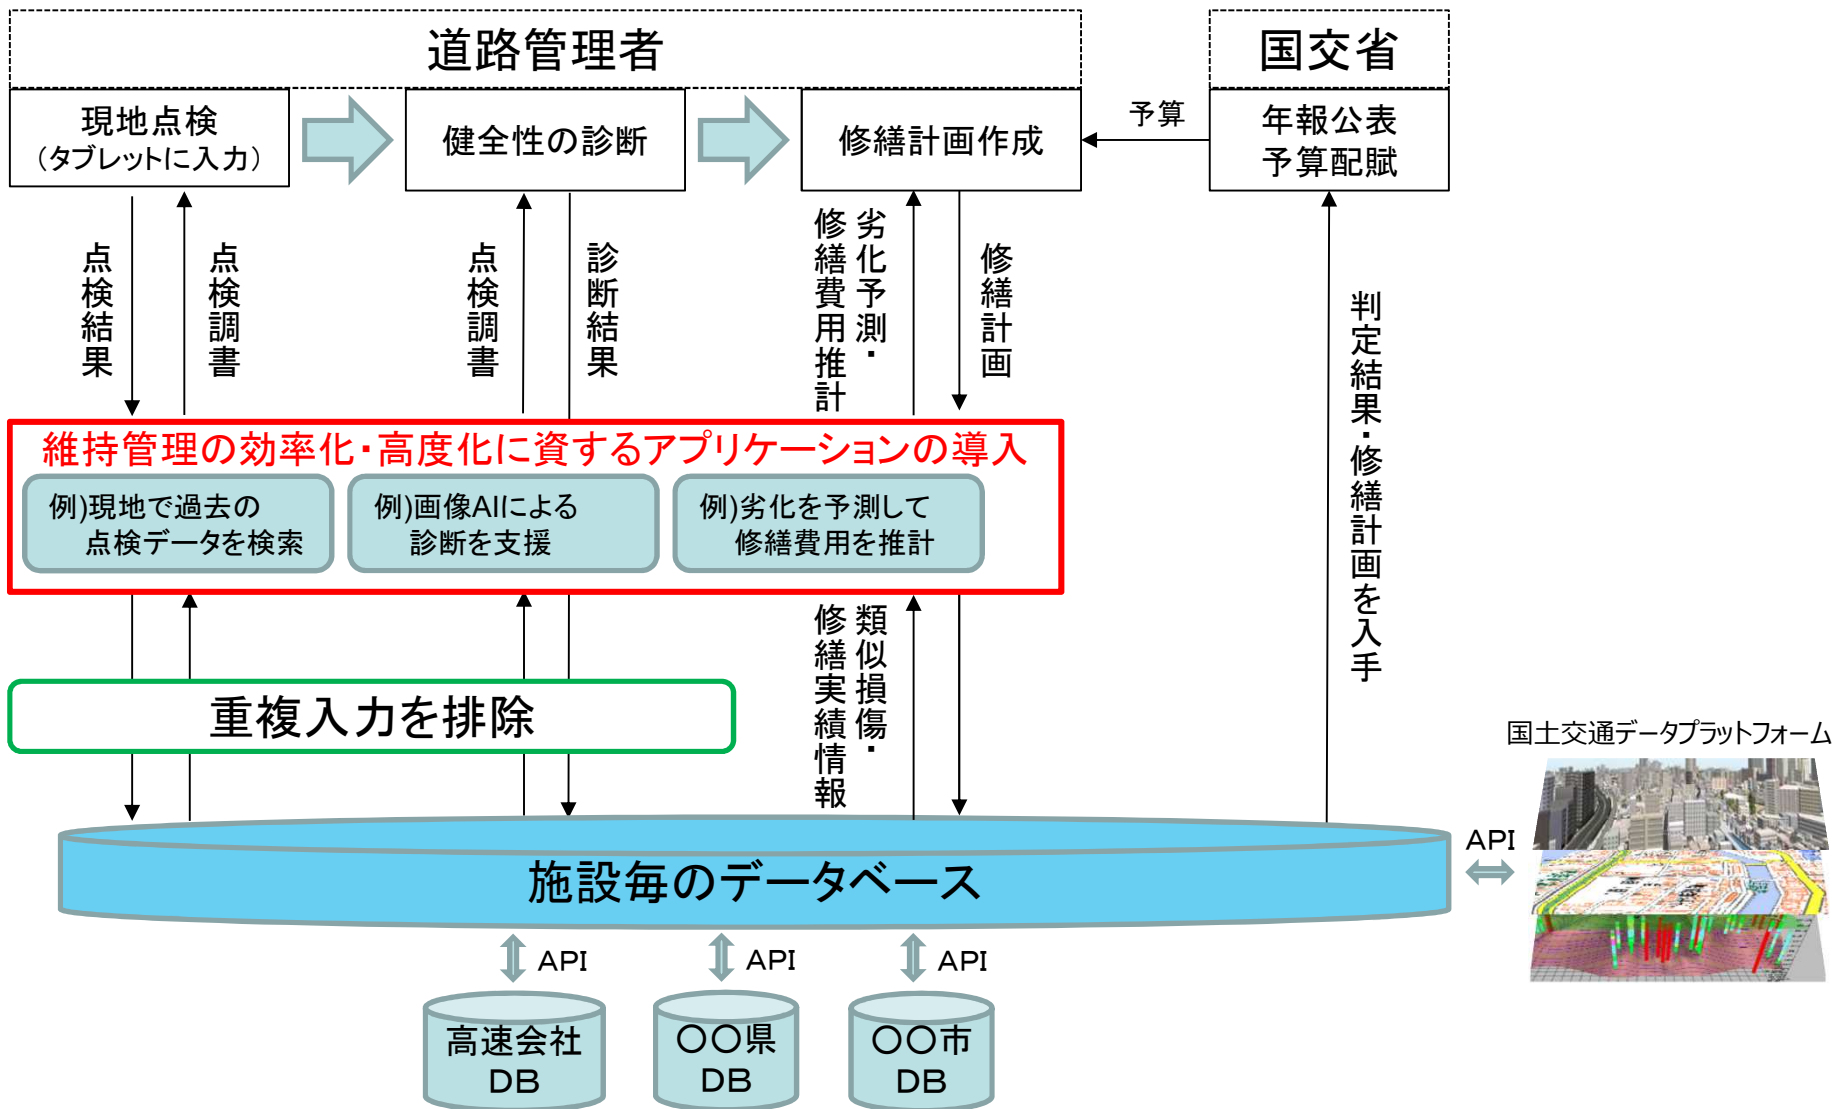 道路管理者
国交省
現地点検
（タブレットに入力）
健全性の診断
修繕計画作成
予算
年報公表
予算配賦
点検結果
点検調書
点検調書
診断結果
劣化予測・
修繕費用推計
修繕計画
判定結果・修繕計画を入手
維持管理の効率化・高度化に資するアプリケーションの導入
例)現地で過去の
点検データを検索
例)画像AIによる
診断を支援
例)劣化を予測して
修繕費用を推計
類似損傷・
修繕実績情報
重複入力を排除
国土交通データプラットフォーム
施設毎のデータベース
API
API
API
API
高速会社
DB
〇〇県
DB
〇〇市
DB